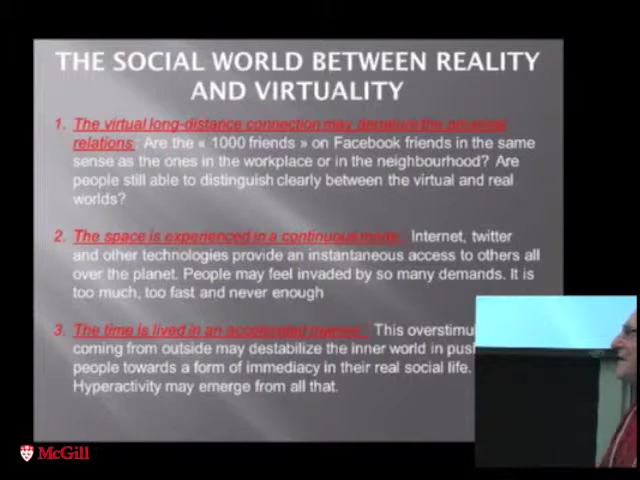 THE SOCIAL WORLD BETWEEN REALITY
AND VIRTUALITY
1. The virtual long-distance connection may the
relations: Are the « 1000 friends » on Facebook friends in the same
sense as the ones in the workplace or in the neighbourhood? Are
people still able to distinguish clearly between the virtual and real
worlds?
2. The space is experienced in a continuous Internet, twitter
and other technologies provide an instantaneous access to others all
over the planet. People may feel invaded by so many demands. It is
too much, too fast and never enough
3. The time is lived in an accelerated This overstimu
coming from outside may destabilize the inner world in pus
people towards a form of immediacy in their real social life.
Hyperactivity may emerge from all that.
McGill